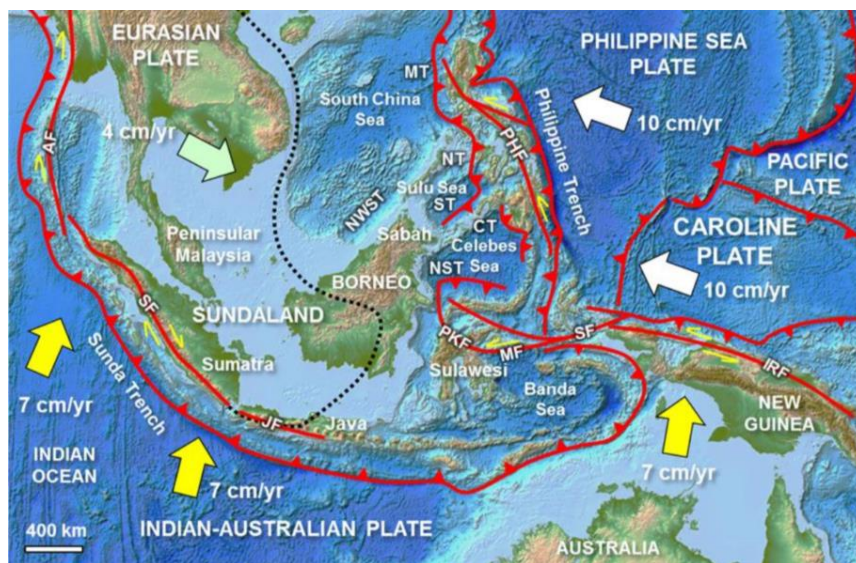 EURASIAN
PLATE
4 cm/yr
AF
South China
Sea
MT
PHILIPPINE SEA
PLATE
10 cm/yr
Philippine Trench
PHF
NT
Sulu Sea
ST
NWST
Sabah
CT
Celebes
Sea
NST
PACIFIC
PLATE
CAROLINE
PLATE
10 cm/yr
Peninsular
Malaysia
BORNEO
SUNDALAND
SF
Sumatra
Sunda Trench
PKF
MF
SF
Sulawesi
Banda
Sea
IRF
NEW
GUINEA
JF
Java
7 cm/yr
7 cm/yr
7 cm/yr
INDIAN
OCEAN
400 km
INDIAN-AUSTRALIAN PLATE
AUSTRALIA